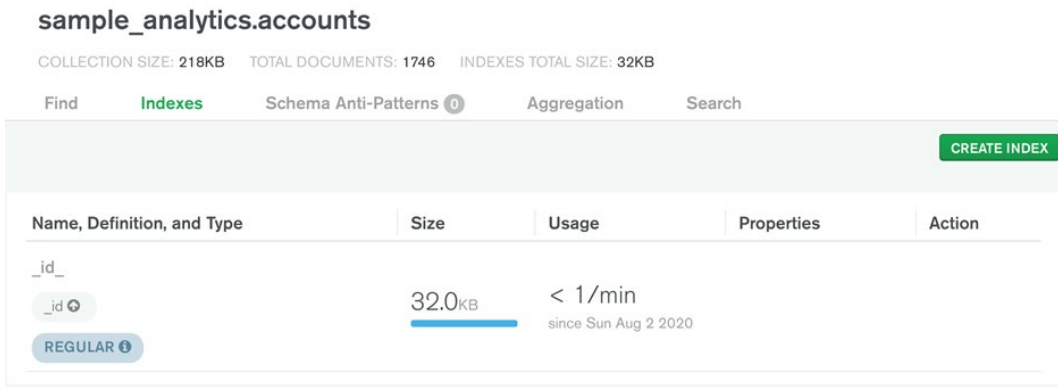 sample_analytics.accounts
COLLECTION SIZE: 218KB TOTAL DOCUMENTS: 1746 INDEXES TOTAL SIZE: 32KB
Find Indexes Schema Anti-Patterns 0 Aggregation Search
CREATE INDEX
Name, Definition, and Type Size Usage Properties Action
_id_
_id
32.0KB
< 1/min
since Sun Aug 2 2020
REGULAR